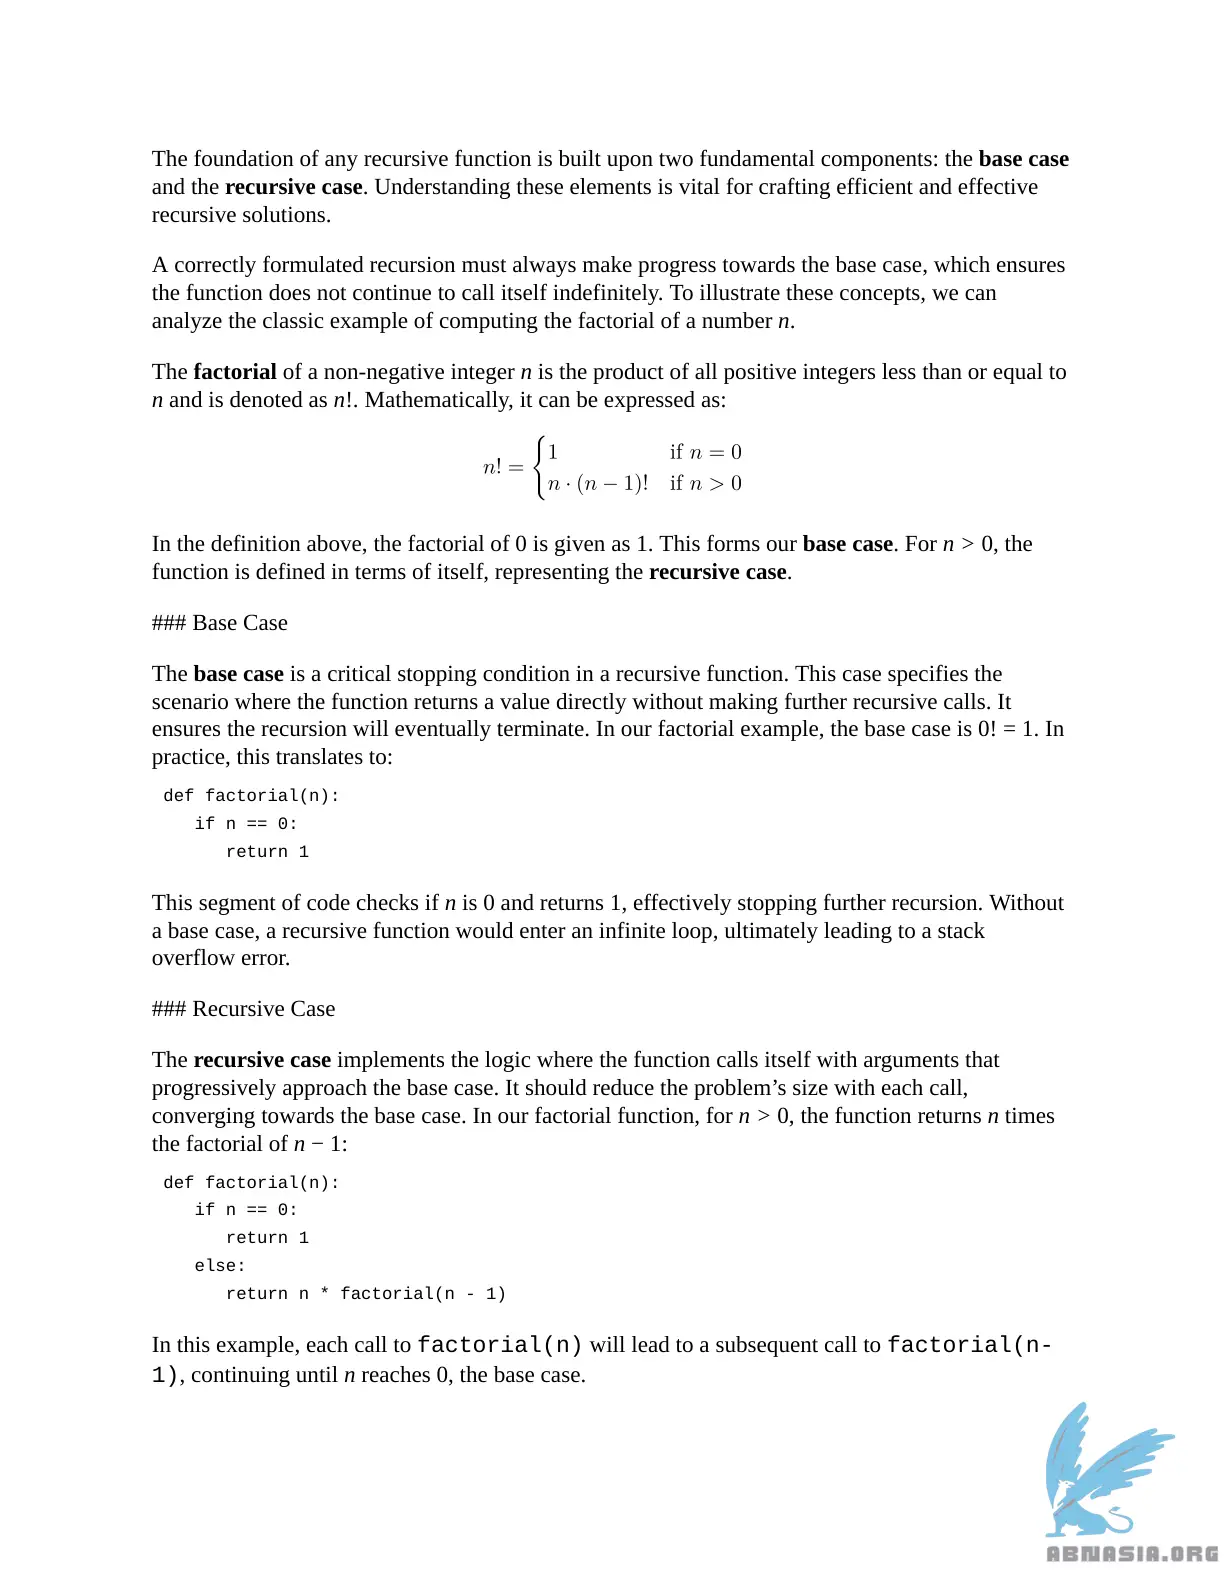 The foundation of any recursive function is built upon two fundamental components: the base case
and the recursive case. Understanding these elements is vital for crafting efficient and effective
recursive solutions.
A correctly formulated recursion must always make progress towards the base case, which ensures
the function does not continue to call itself indefinitely. To illustrate these concepts, we can
analyze the classic example of computing the factorial of a number n.
The factorial of a non-negative integer n is the product of all positive integers less than or equal to
n and is denoted as n!. Mathematically, it can be expressed as:
n! = { 1 if n = 0
n · (n − 1)! if n > 0
In the definition above, the factorial of 0 is given as 1. This forms our base case. For n > 0, the
function is defined in terms of itself, representing the recursive case.
### Base Case
The base case is a critical stopping condition in a recursive function. This case specifies the
scenario where the function returns a value directly without making further recursive calls. It
ensures the recursion will eventually terminate. In our factorial example, the base case is 0! = 1. In
practice, this translates to:
def factorial(n):
if n == 0:
return 1
This segment of code checks if n is 0 and returns 1, effectively stopping further recursion. Without
a base case, a recursive function would enter an infinite loop, ultimately leading to a stack
overflow error.
### Recursive Case
The recursive case implements the logic where the function calls itself with arguments that
progressively approach the base case. It should reduce the problem’s size with each call,
converging towards the base case. In our factorial function, for n > 0, the function returns n times
the factorial of n − 1:
def factorial(n):
if n == 0:
return 1
else:
return n * factorial(n - 1)
In this example, each call to factorial(n) will lead to a subsequent call to factorial(n-
1), continuing until n reaches 0, the base case.
ABNASIA.ORG